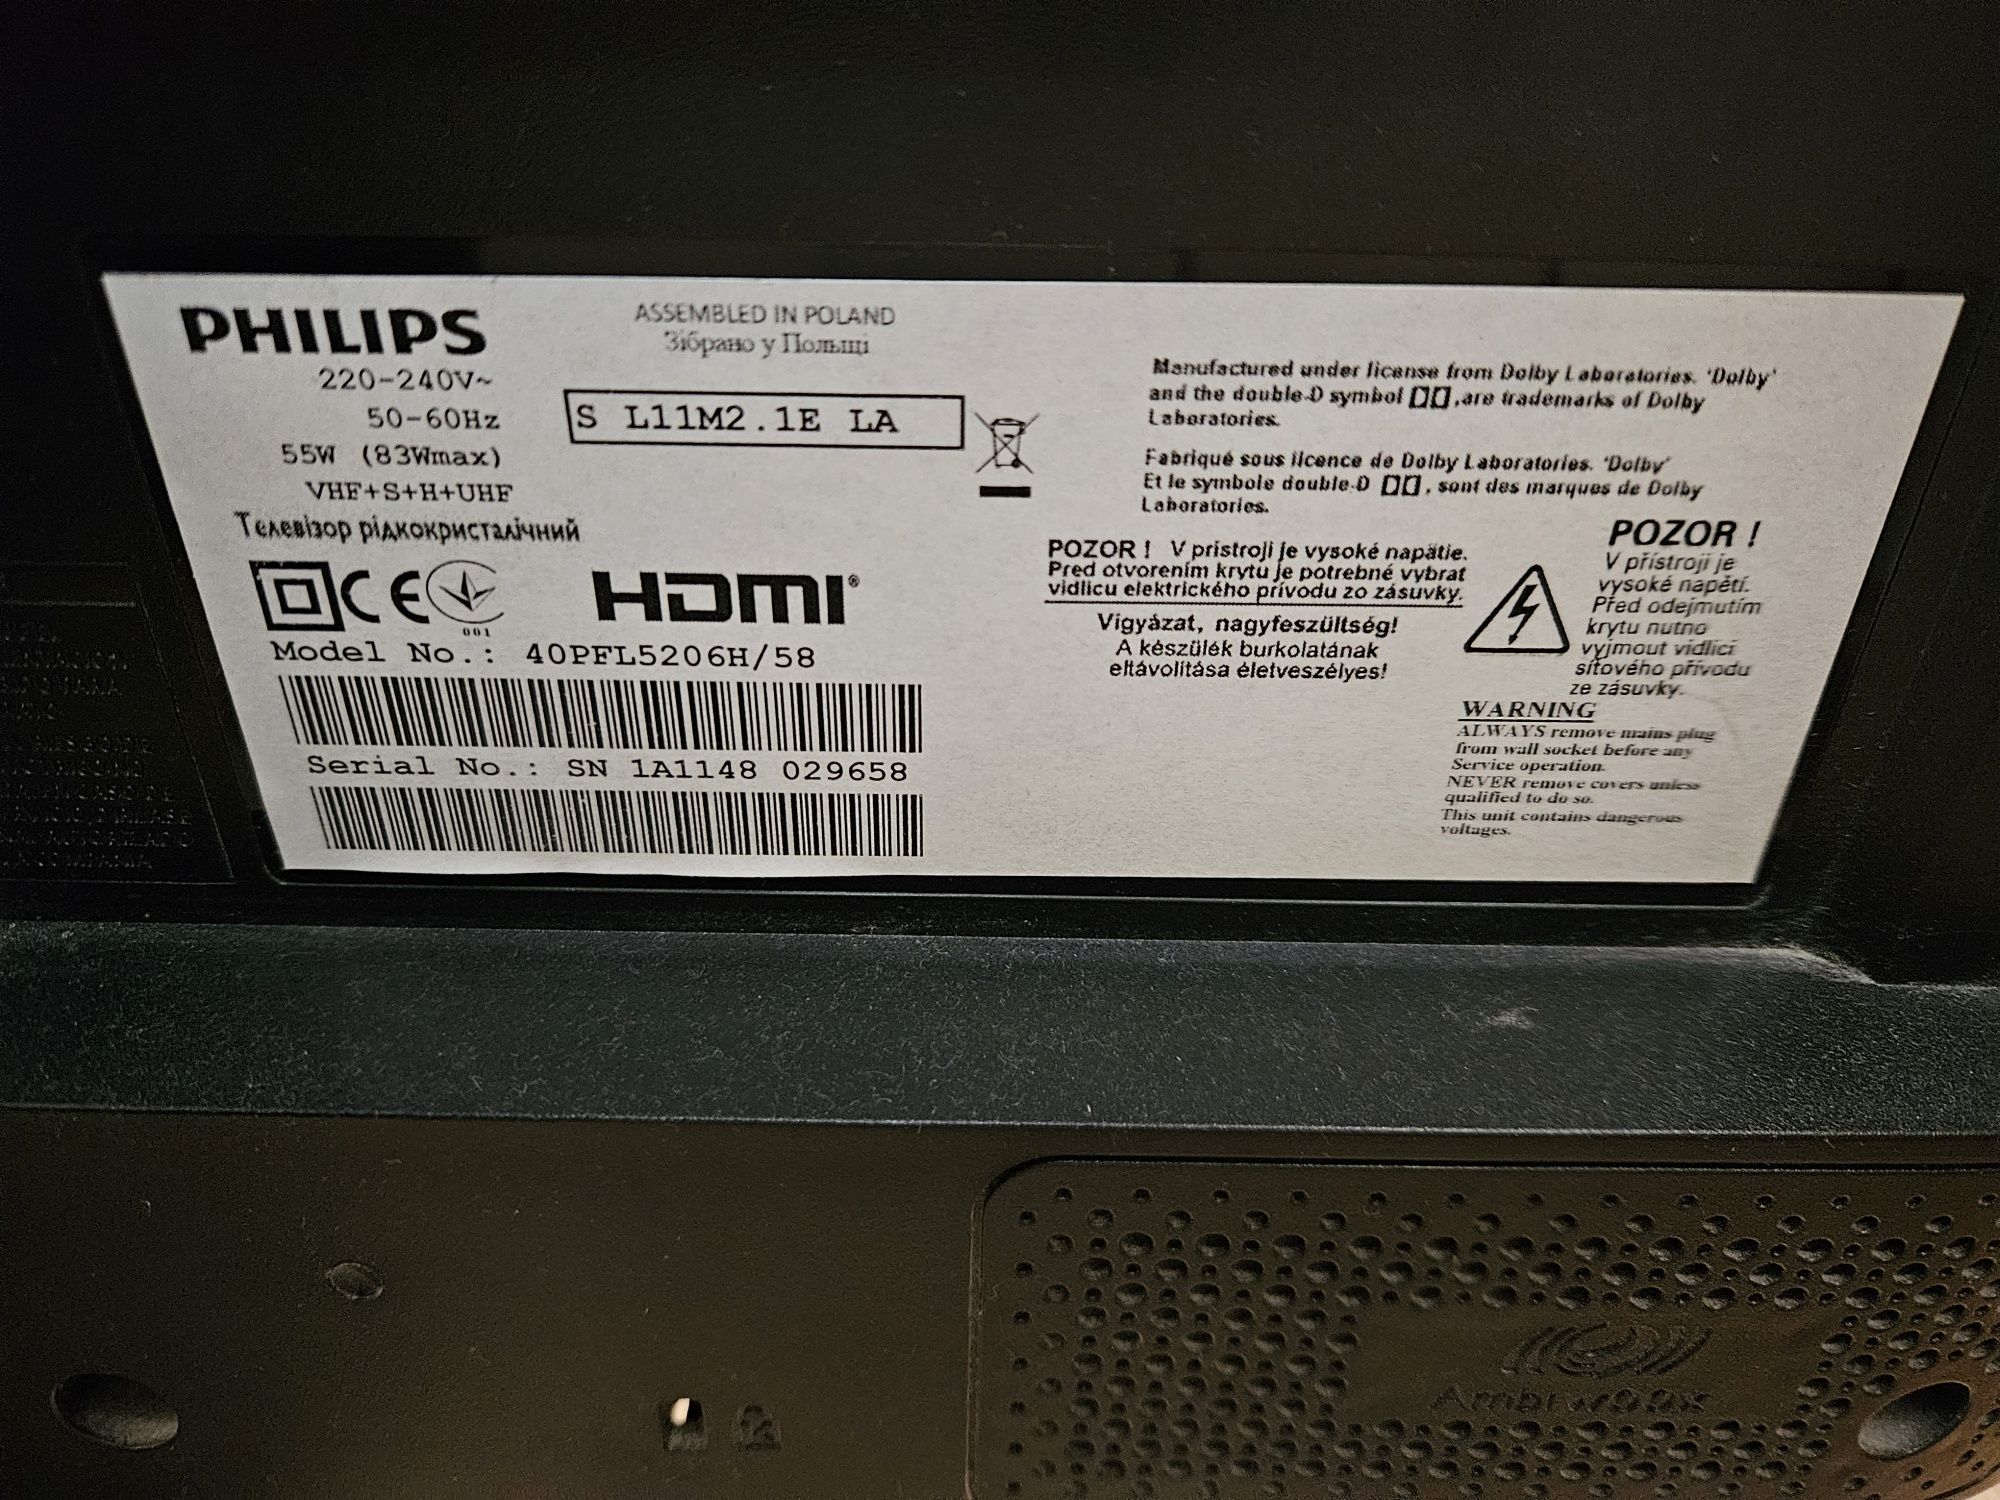 PHILIPS
220-240V~
50-60Hz
55W (83Wmax)
VHF+S+H+UHF
Телевізор рідкокристалічний
CE
001
Model No.: 40PFL5206H/58
Serial No.: SN 1A1148 029658
ASSEMBLED IN POLAND
Зібрано у Польщі
S L11M2.1E LA
HDMI®
Manufactured under license from Dolby Laboratories. 'Dolby'
and the double-D symbol ▯▯ ,are trademarks of Dolby
Laboratories.
Fabriqué sous licence de Dolby Laboratories. 'Dolby'
Et le symbole double-D ▯▯ , sont des marques de Dolby
Laboratories.
POZOR ! V prístroji je vysoké napätie.
Pred otvorením krytu je potrebné vybrat
vidlicu elektrického prívodu zo zásuvky.
Vigyázat, nagyfeszültség!
A készülék burkolatának
eltávolítása életveszélyes!
POZOR !
V přístroji je
vysoké napětí.
Před odejmutím
krytu nutno
vyjmout vidlici
síťového přívodu
ze zásuvky.
WARNING
ALWAYS remove mains plug
from wall socket before any
Service operation.
NEVER remove covers unless
qualified to do so.
This unit contains dangerous
voltages.